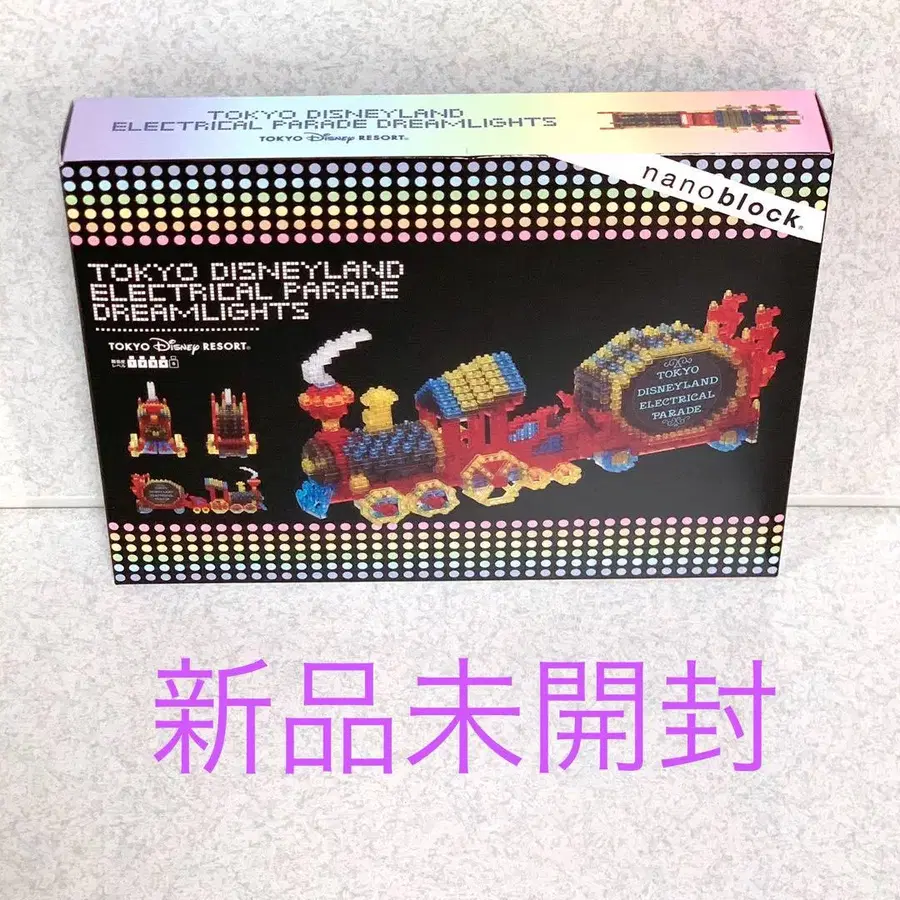 TOKYO DISNEYLAND
ELECTRICAL PARADE DREAMLIGHTS
TOKYO Disney RESORT
nanoblock
TOKYO DISNEYLAND
ELECTRICAL PARADE
DREAMLIGHTS
TOKYO Disney RESORT
TOKYO
DISNEYLAND
ELECTRICAL
PARADE
新品未開封